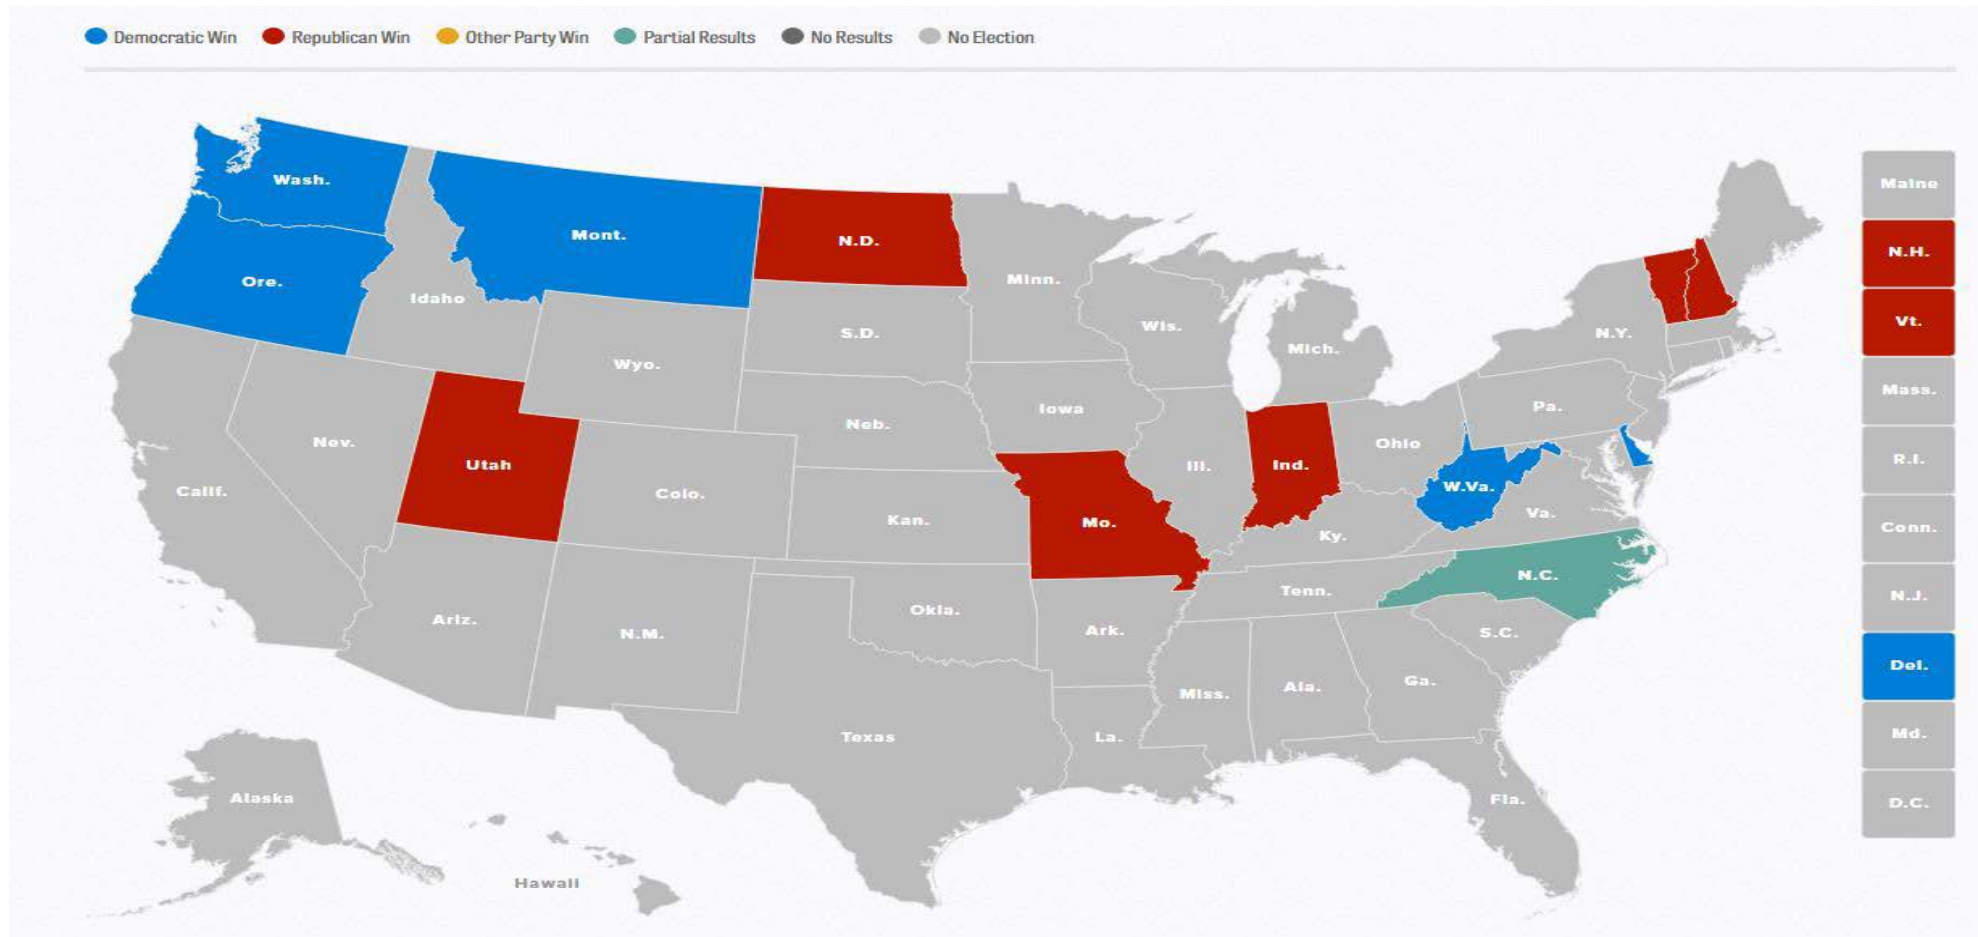 Democratic Win Republican Win Other Party Win Partial Results No Results No Election
Wash.
Mont.
N.D.
Ore.
Idaho
Minn.
S.D.
Wis.
Mich.
N.Y.
Wyo.
Iowa
Neb.
Pa.
Nev.
Utah
Colo.
Ill.
Ind.
Ohio
Calif.
W.Va.
Kan.
Mo.
Va.
Ky.
N.C.
Ariz.
N.M.
Okla.
Ark.
Tenn.
S.C.
Texas
La.
Miss.
Ala.
Ga.
Fla.
Alaska
Hawaii
Maine
N.H.
Vt.
Mass.
R.I.
Conn.
N.J.
Del.
Md.
D.C.